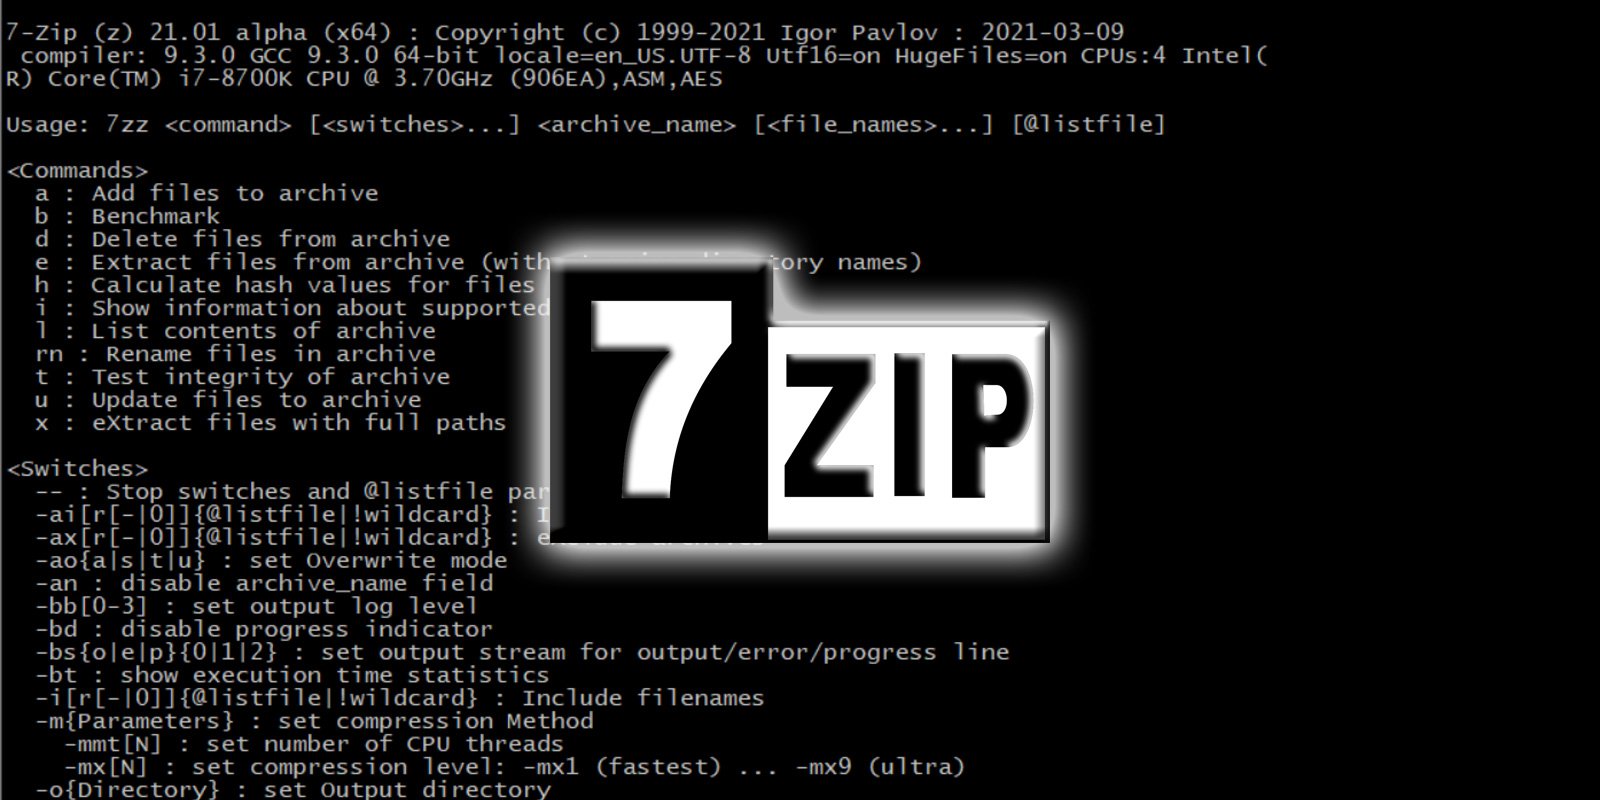 7-Zip (z) 21.01 alpha (x64) : Copyright (c) 1999-2021 Igor Pavlov : 2021-03-09
compiler: 9.3.0 GCC 9.3.0 64-bit locale=en_US.UTF-8 Utf16=on HugeFiles=on CPUs:4 Intel(
R) Core(TM) i7-8700K CPU @ 3.70GHz (906EA),ASM,AES
Usage: 7zz <command> [<switches>...] <archive_name> [<file_names>...] [@listfile]
<Commands>
a : Add files to archive
b : Benchmark
d : Delete files from archive
e : Extract files from archive (with names)
h : Calculate hash values for files
i : Show information about supported
l : List contents of archive
rn : Rename files in archive
t : Test integrity of archive
u : Update files to archive
x : eXtract files with full paths
<Switches>
-- : Stop switches and @listfile
-ai[r[-|0]]{@listfile|!wildcard} :
-ax[r[-|0]]{@listfile|!wildcard} :
-ao{a|s|t|u} : set Overwrite mode
-an : disable archive_name field
-bb[0-3] : set output log level
-bd : disable progress indicator
-bs{o|e|p}{0|1|2} : set output stream for output/error/progress line
-bt : show execution time statistics
-i[r[-|0]]{@listfile|!wildcard} : Include filenames
-m{Parameters} : set compression Method
-mmt[N] : set number of CPU threads
-mx[N] : set compression level: -mx1 (fastest) ... -mx9 (ultra)
-o{Directory} : set Output directory
7 ZIP